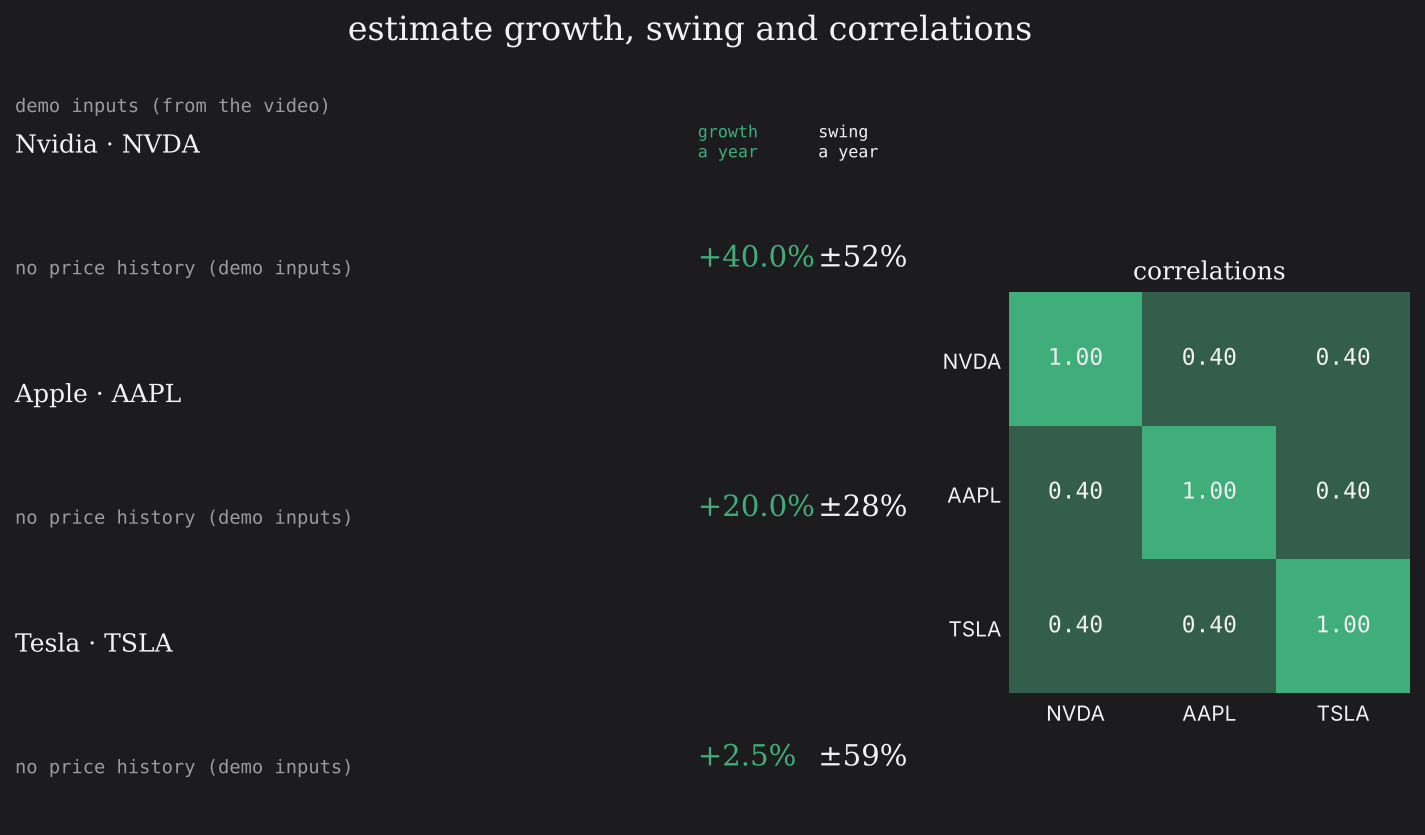 estimate growth, swing and correlations
demo inputs (from the video)
Nvidia · NVDA
growth
a year
swing
a year
no price history (demo inputs)
+40.0% ±52%
Apple · AAPL
no price history (demo inputs)
+20.0% ±28%
Tesla · TSLA
no price history (demo inputs)
+2.5% ±59%
correlations
NVDA 1.00 0.40 0.40
AAPL 0.40 1.00 0.40
TSLA 0.40 0.40 1.00
NVDA AAPL TSLA